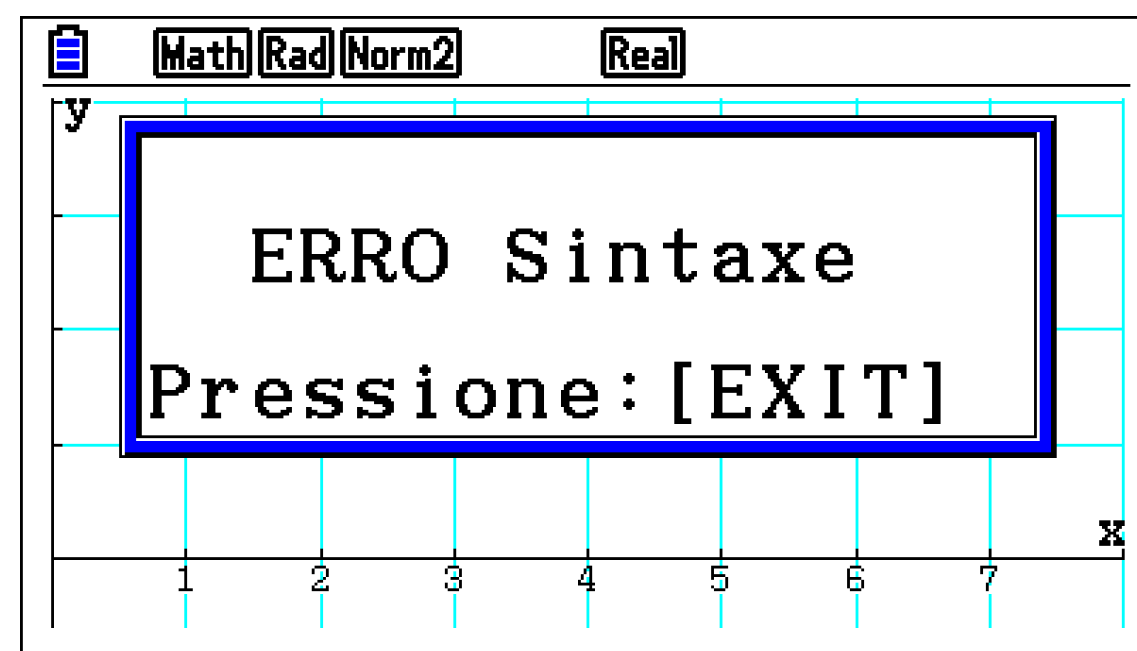 Math Rad Norm2 Real
y
ERRO Sintaxe
Pressione:[EXIT]
x
1 2 3 4 5 6 7